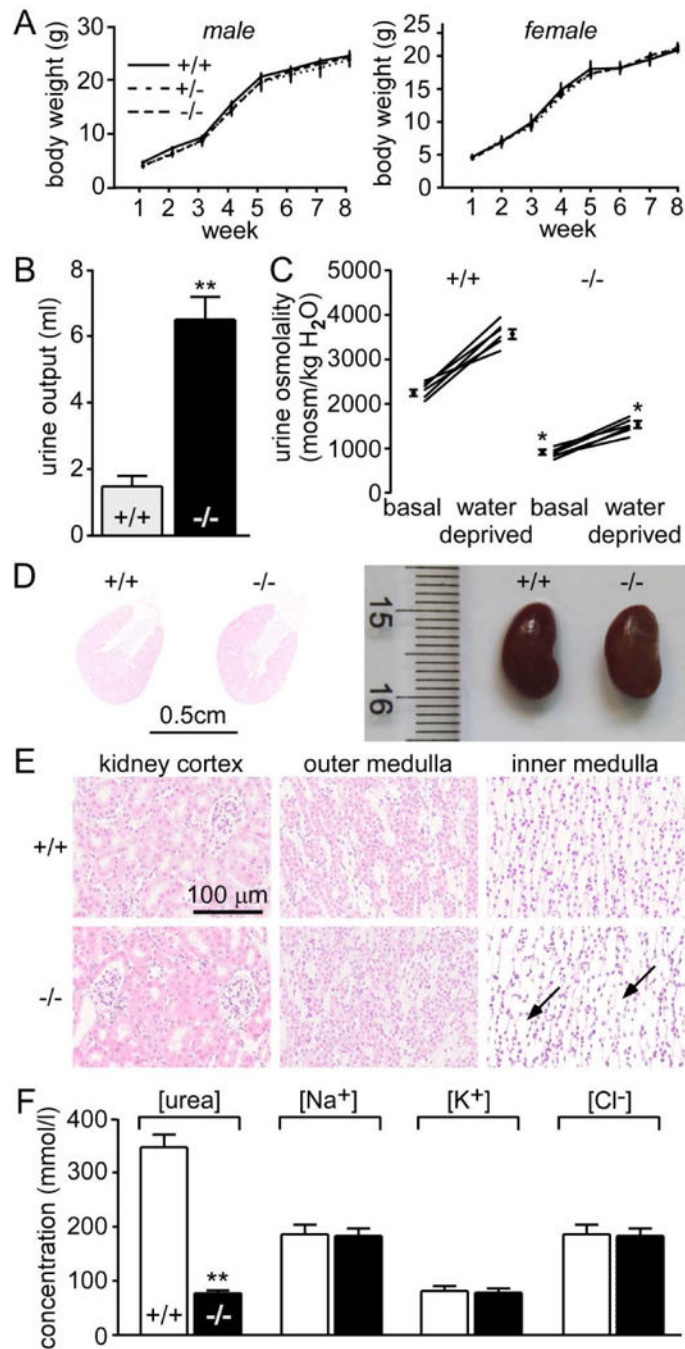 A
male
female
body weight (g)
30
20
10
0
+/+
+/-
-/-
1 2 3 4 5 6 7 8
week
body weight (g)
25
20
15
10
5
0
1 2 3 4 5 6 7 8
week
B
urine output (ml)
8
6
4
2
0
**
+/+
-/-
C
urine osmolality
(mosm/kg H₂O)
5000
4000
3000
2000
1000
0
+/+
-/-
*
*
basal water basal water
deprived deprived
D
+/+
-/-
0.5cm
15
16
+/+
-/-
E
kidney cortex
outer medulla
inner medulla
+/+
100 µm
-/-
F
[urea]
[Na⁺]
[K⁺]
[Cl-]
concentration (mmol/l)
400
300
200
100
0
**
+/+
-/-